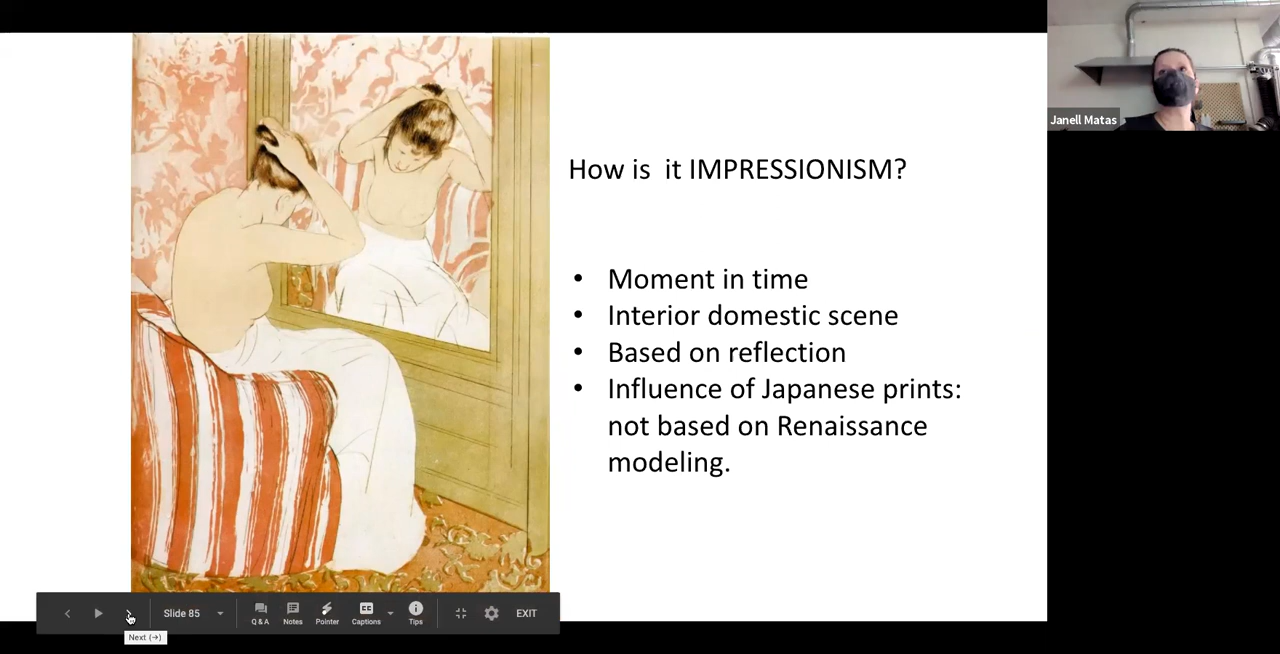 Janell Matas
How is  it IMPRESSIONISM?
• Moment in time
• Interior domestic scene
• Based on reflection
• Influence of Japanese prints:
not based on Renaissance
modeling.
Slide 85
Q & A
Notes
Pointer
CC
Captions
Tips
EXIT
Next (→)